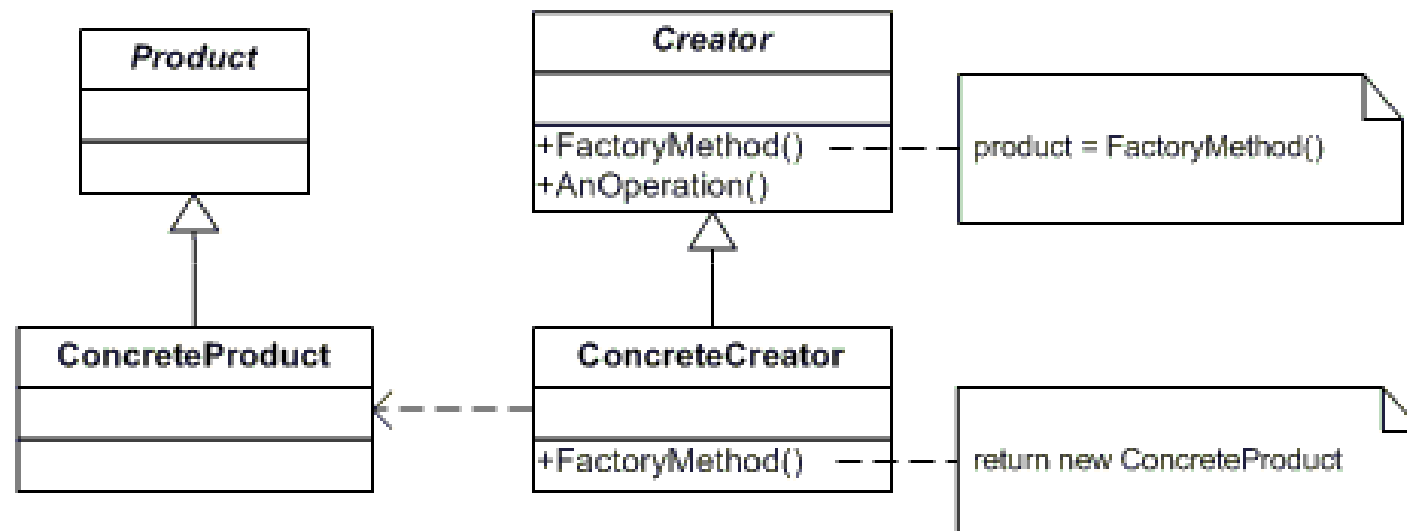 Product
Creator
+FactoryMethod()
+AnOperation()
product = FactoryMethod()
ConcreteProduct
ConcreteCreator
+FactoryMethod()
return new ConcreteProduct